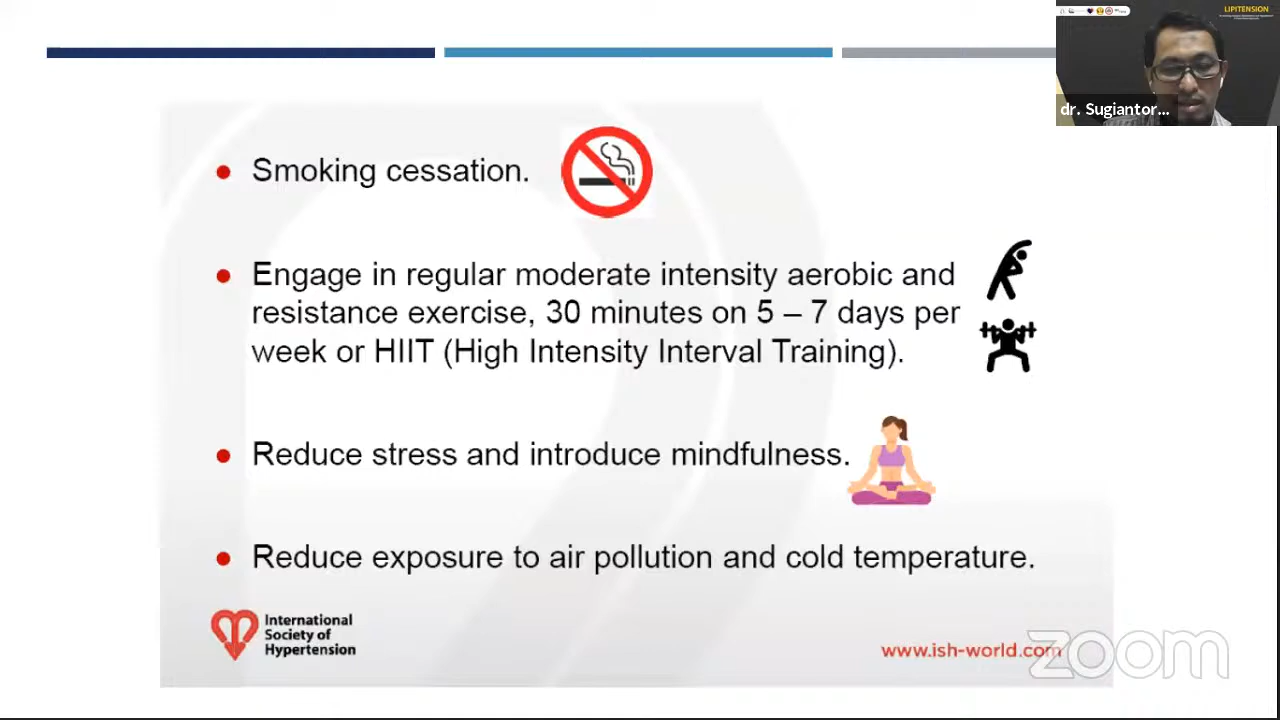 LIPITENSION
dr. Sugiantor...
Smoking cessation.
Engage in regular moderate intensity aerobic and
resistance exercise, 30 minutes on 5 – 7 days per
week or HIIT (High Intensity Interval Training).
Reduce stress and introduce mindfulness.
Reduce exposure to air pollution and cold temperature.
International
Society of
Hypertension
www.ish-world.com
zoom